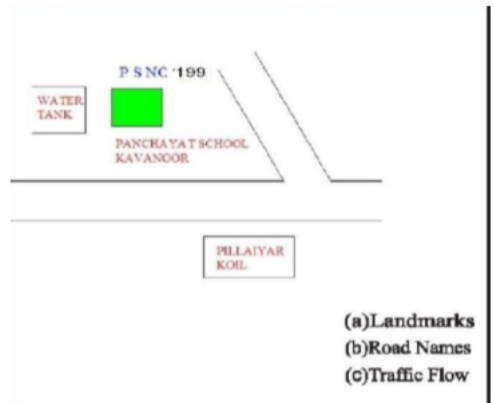 P S NC '199
WATER
TANK
PANCHAYAT SCHOOL
KAVANOOR
PILLAIYAR
KOIL
(a)Landmarks
(b)Road Names
(c)Traffic Flow